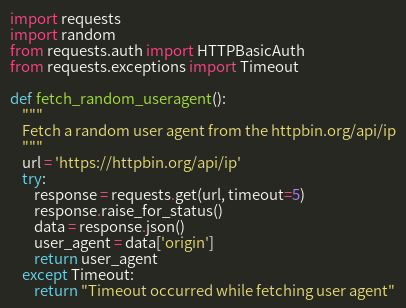 import requests
import random
from requests.auth import HTTPBasicAuth
from requests.exceptions import Timeout

def fetch_random_useragent():
    """
    Fetch a random user agent from the httpbin.org/api/ip
    """
    url = 'https://httpbin.org/api/ip'
    try:
        response = requests.get(url, timeout=5)
        response.raise_for_status()
        data = response.json()
        user_agent = data['origin']
        return user_agent
    except Timeout:
        return "Timeout occurred while fetching user agent"